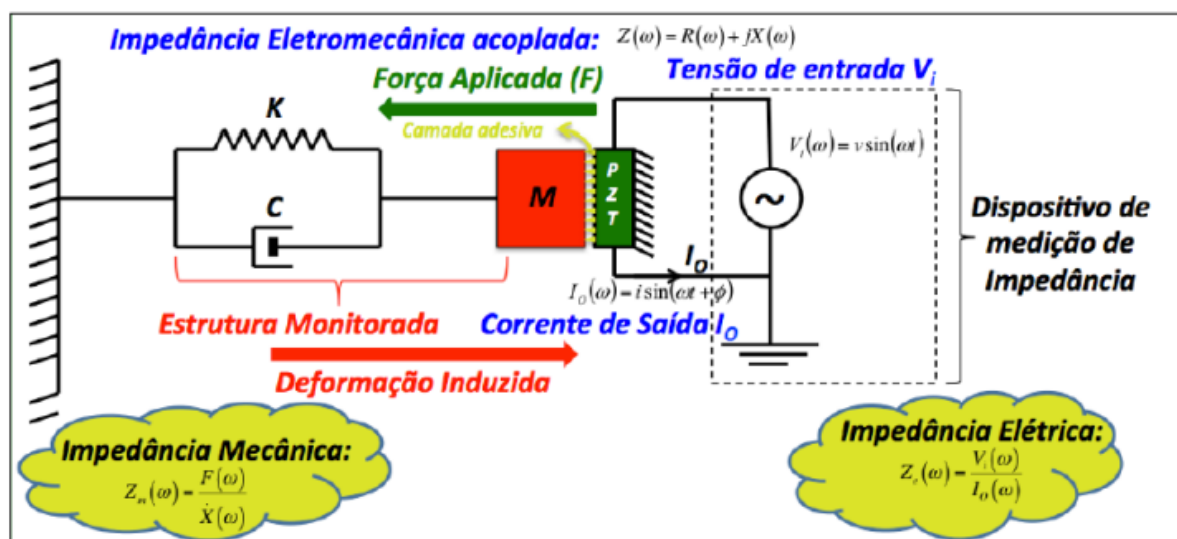 Impedância Eletromecânica acoplada: Z(ω) = R(ω) + jX(ω)
Força Aplicada (F)
Tensão de entrada Vi
K
Camada adesiva
Vi(ω) = v sin(ωt)
M
P
Z
T
~
C
Dispositivo de
medição de
Impedância
IO
IO(ω) = i sin(ωt + ϕ)
Estrutura Monitorada
Corrente de Saída IO
Deformação Induzida
Impedância Mecânica:
Zm(ω) = F(ω) / Ẋ(ω)
Impedância Elétrica:
Ze(ω) = Vi(ω) / IO(ω)